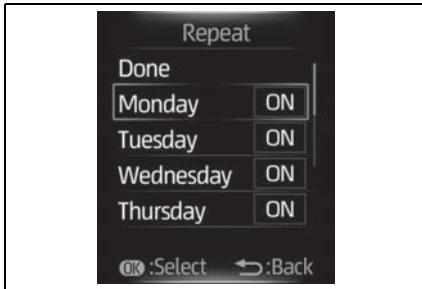 Repeat
Done
Monday ON
Tuesday ON
Wednesday ON
Thursday ON
OK :Select :Back